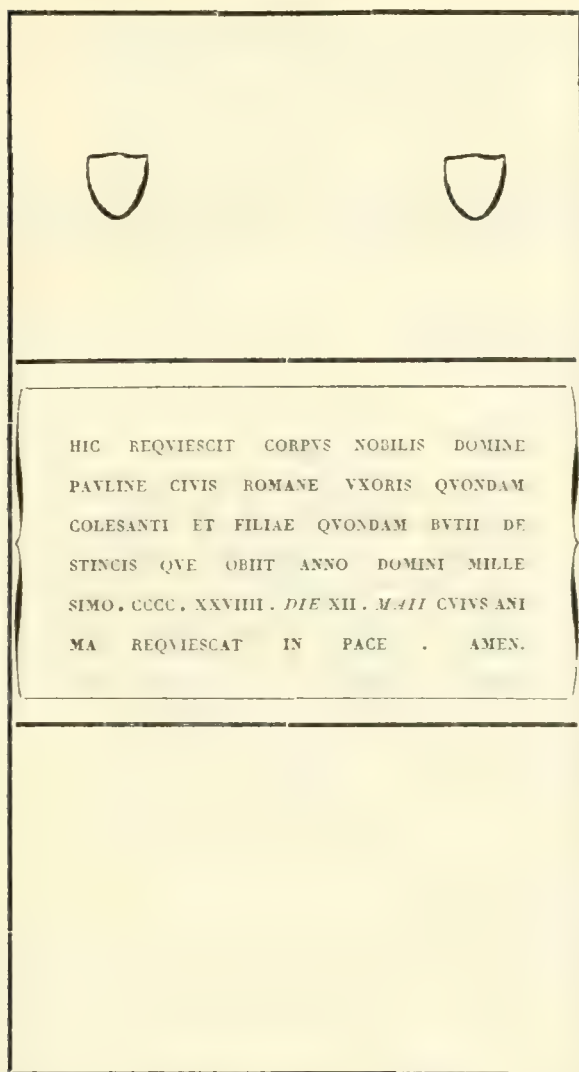 HIC REQVIESCIT CORPVS NOBILIS DOMINE
PAVLINE CIVIS ROMANE VXORIS QVONDAM
COLESANTI ET FILIAE QVONDAM BVTII DE
STINCIS QVE OBIIT ANNO DOMINI MILLE
SIMO . CCCC . XXVIIII . DIE XII . MAII CVIVS ANI
MA REQVIESCAT IN PACE . AMEN.